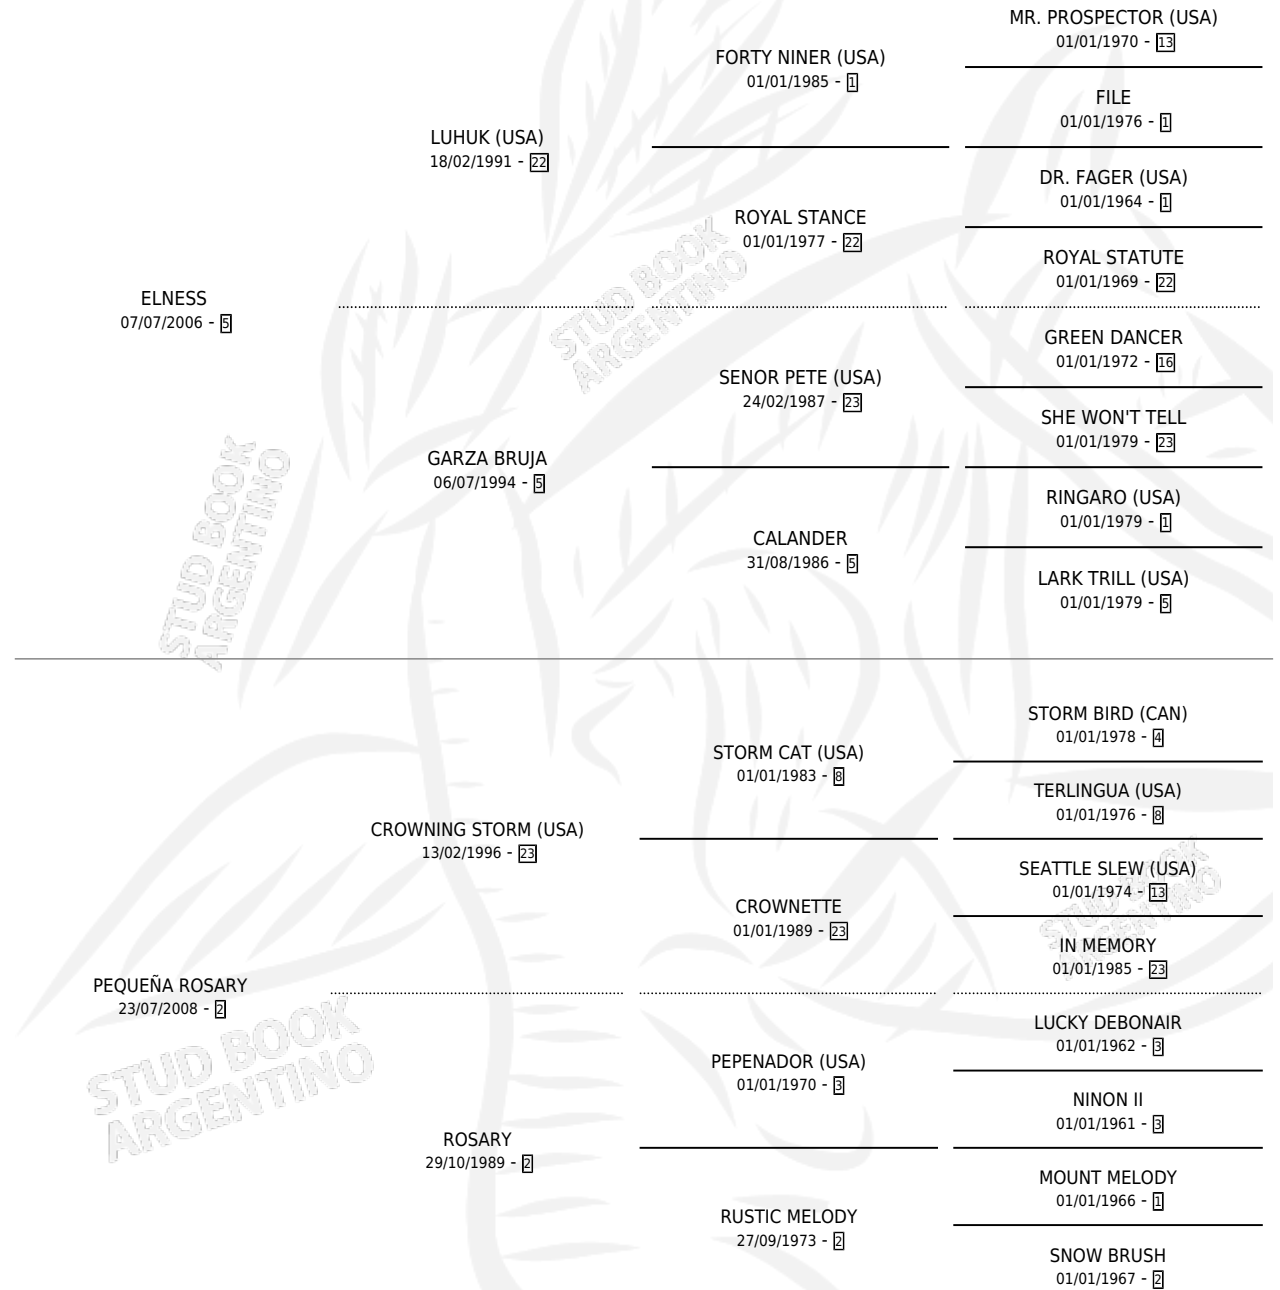 MR. PROSPECTOR (USA)
01/01/1970 - 13
FORTY NINER (USA)
01/01/1985 - 1
FILE
01/01/1976 - 1
LUHUK (USA)
18/02/1991 - 22
DR. FAGER (USA)
01/01/1964 - 1
ROYAL STANCE
01/01/1977 - 22
ROYAL STATUTE
01/01/1969 - 22
ELNESS
07/07/2006 - 5
GREEN DANCER
01/01/1972 - 16
SENOR PETE (USA)
24/02/1987 - 23
SHE WON'T TELL
01/01/1979 - 23
GARZA BRUJA
06/07/1994 - 5
RINGARO (USA)
01/01/1979 - 1
CALANDER
31/08/1986 - 5
LARK TRILL (USA)
01/01/1979 - 5
STORM BIRD (CAN)
01/01/1978 - 4
STORM CAT (USA)
01/01/1983 - 8
TERLINGUA (USA)
01/01/1976 - 8
CROWNING STORM (USA)
13/02/1996 - 23
SEATTLE SLEW (USA)
01/01/1974 - 13
CROWNETTE
01/01/1989 - 23
IN MEMORY
01/01/1985 - 23
PEQUEÑA ROSARY
23/07/2008 - 2
LUCKY DEBONAIR
01/01/1962 - 3
PEPENADOR (USA)
01/01/1970 - 3
NINON II
01/01/1961 - 3
ROSARY
29/10/1989 - 2
MOUNT MELODY
01/01/1966 - 1
RUSTIC MELODY
27/09/1973 - 2
SNOW BRUSH
01/01/1967 - 2
STUD BOOK
ARGENTINO
STUD BOOK
ARGENTINO
STUD BOOK
ARGENTINO
STUD BOOK
ARGENTINO